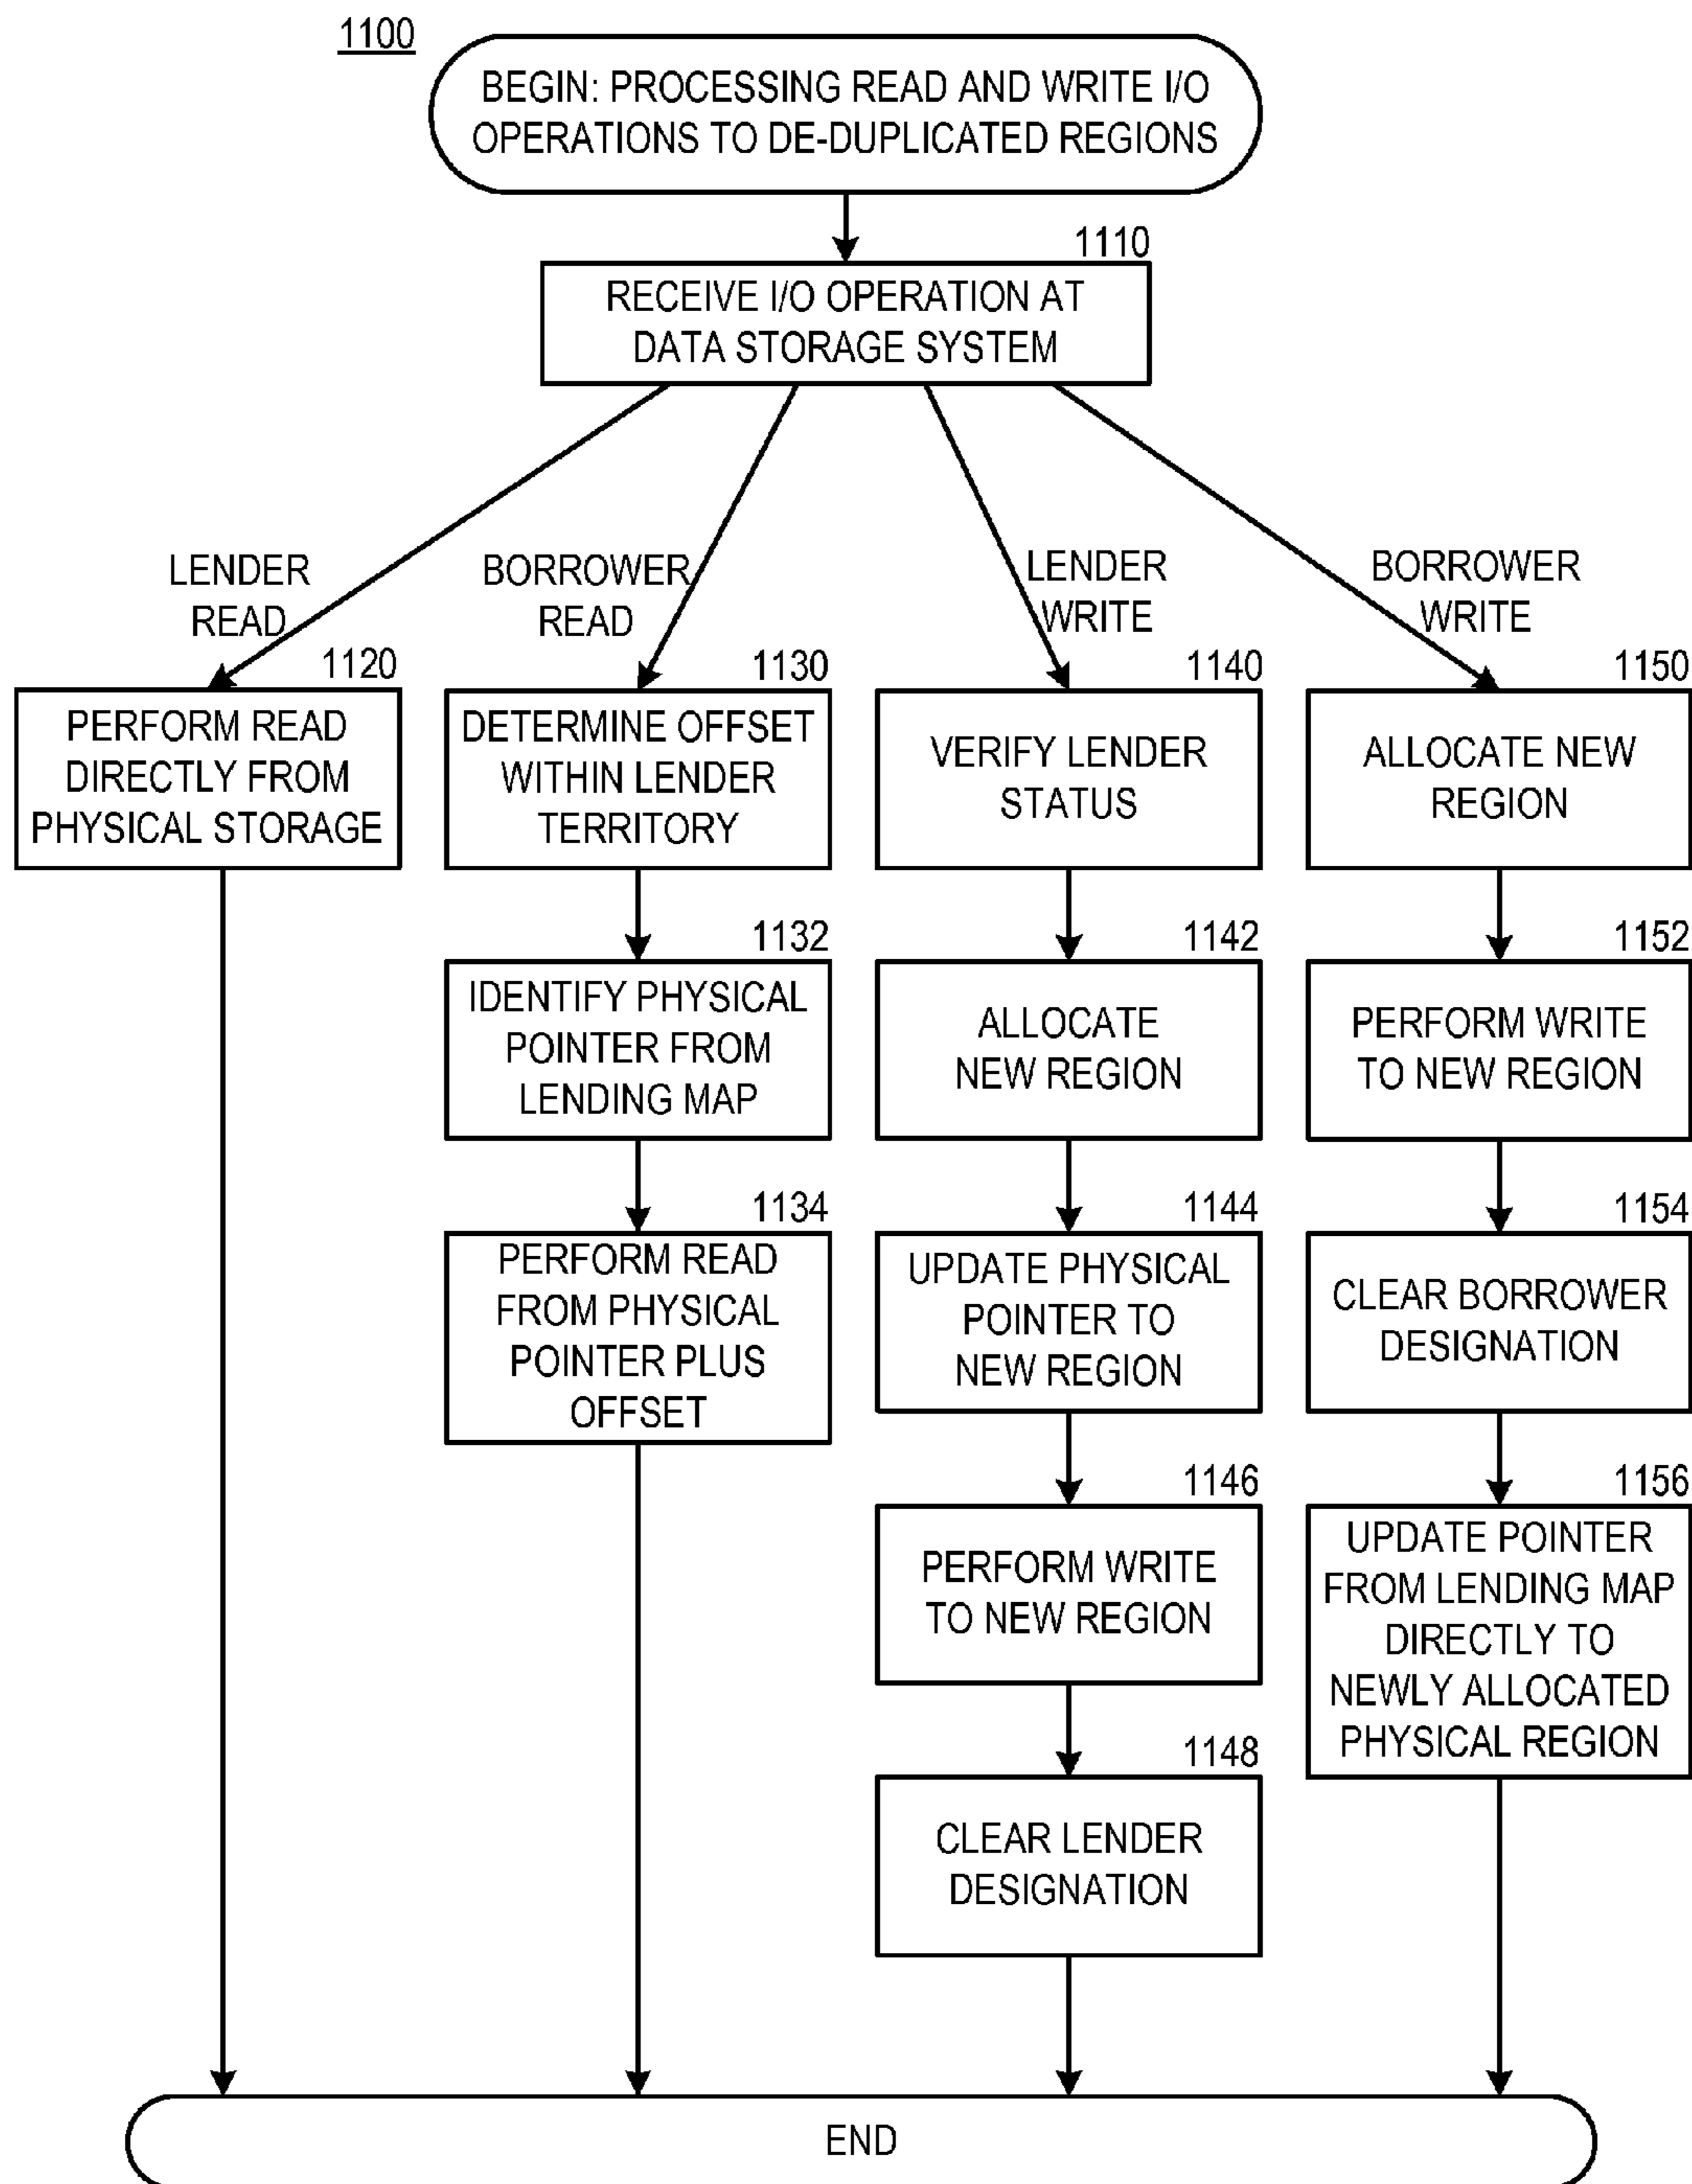 1100
BEGIN: PROCESSING READ AND WRITE I/O
OPERATIONS TO DE-DUPLICATED REGIONS
1110
RECEIVE I/O OPERATION AT
DATA STORAGE SYSTEM
LENDER
READ
BORROWER
READ
LENDER
WRITE
BORROWER
WRITE
1120
PERFORM READ
DIRECTLY FROM
PHYSICAL STORAGE
1130
DETERMINE OFFSET
WITHIN LENDER
TERRITORY
1132
IDENTIFY PHYSICAL
POINTER FROM
LENDING MAP
1134
PERFORM READ
FROM PHYSICAL
POINTER PLUS
OFFSET
1140
VERIFY LENDER
STATUS
1142
ALLOCATE
NEW REGION
1144
UPDATE PHYSICAL
POINTER TO
NEW REGION
1146
PERFORM WRITE
TO NEW REGION
1148
CLEAR LENDER
DESIGNATION
1150
ALLOCATE NEW
REGION
1152
PERFORM WRITE
TO NEW REGION
1154
CLEAR BORROWER
DESIGNATION
1156
UPDATE POINTER
FROM LENDING MAP
DIRECTLY TO
NEWLY ALLOCATED
PHYSICAL REGION
END